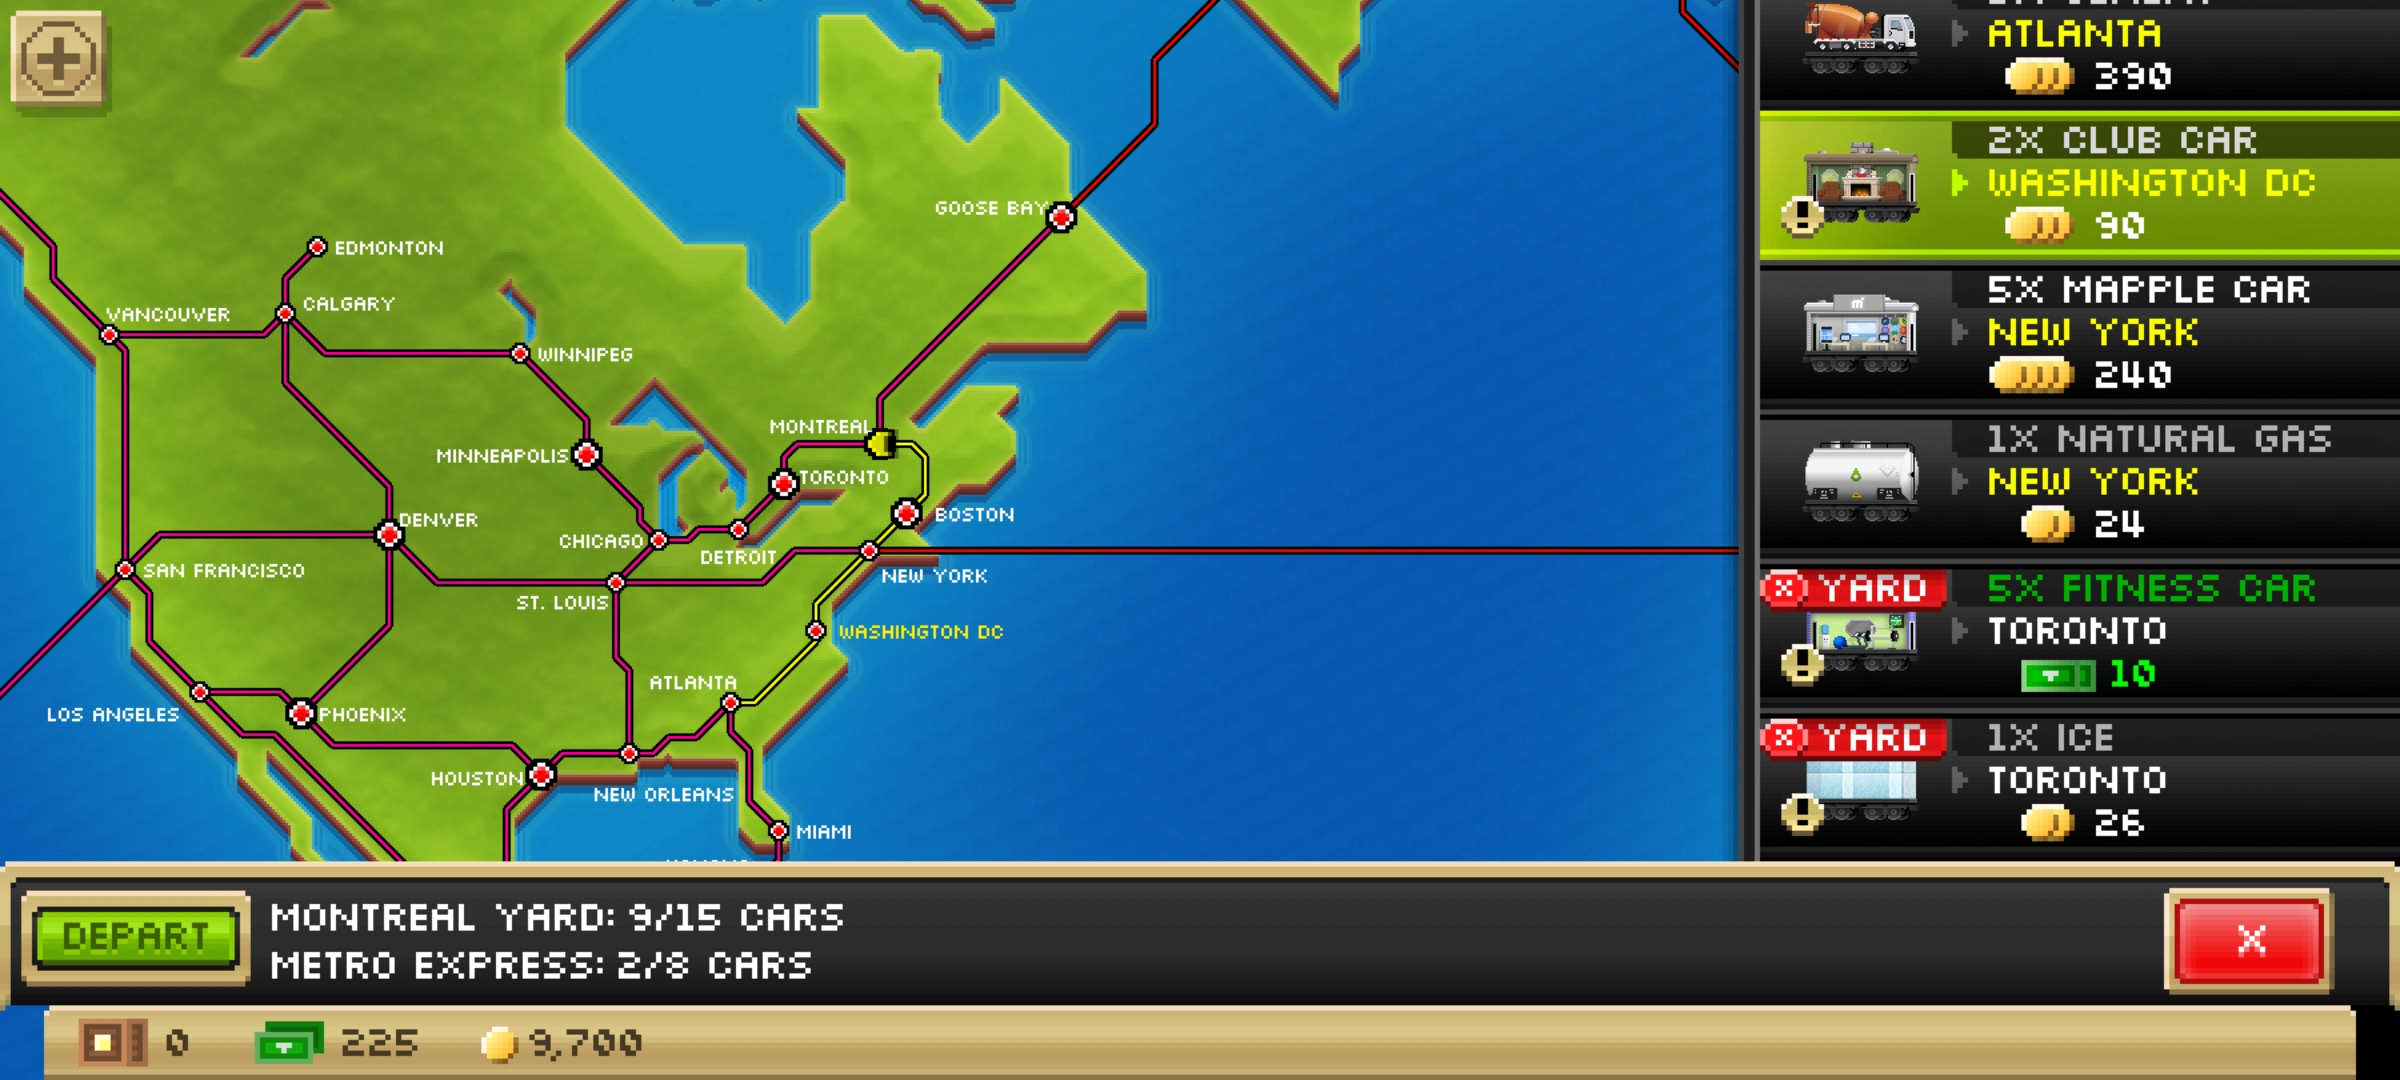 GOOSE BAY
EDMONTON
CALGARY
VANCOUVER
WINNIPEG
MONTREAL
MINNEAPOLIS
TORONTO
DENVER
BOSTON
CHICAGO
DETROIT
SAN FRANCISCO
NEW YORK
ST. LOUIS
WASHINGTON DC
ATLANTA
LOS ANGELES
PHOENIX
HOUSTON
NEW ORLEANS
MIAMI
ATLANTA
390
2X CLUB CAR
WASHINGTON DC
90
5X MAPPLE CAR
NEW YORK
240
1X NATURAL GAS
NEW YORK
24
X YARD
5X FITNESS CAR
TORONTO
10
X YARD
1X ICE
TORONTO
26
DEPART
MONTREAL YARD: 9/15 CARS
METRO EXPRESS: 2/8 CARS
X
0
225
9,700